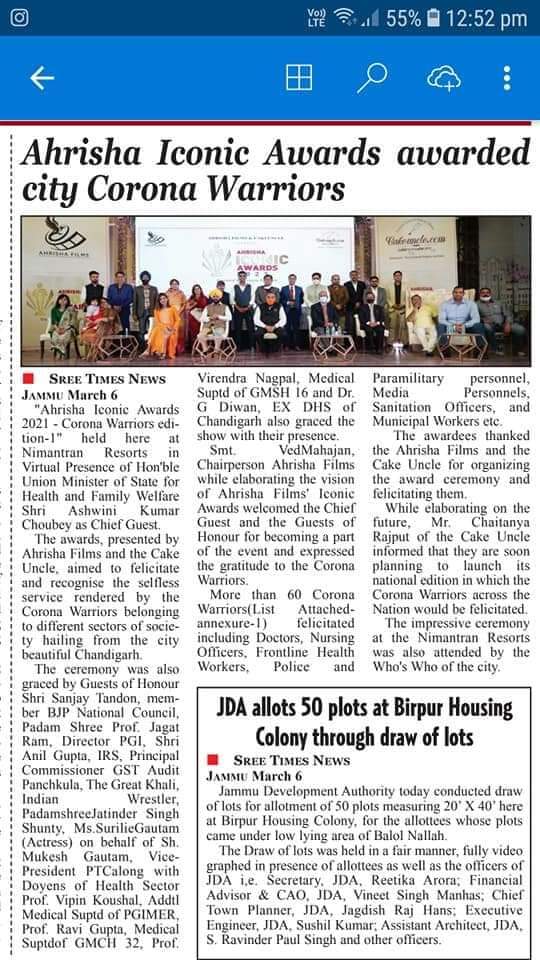 Voo) LTE 55% 12:52 pm
Ahrisha Iconic Awards awarded
city Corona Warriors
AHRISHA FILMS
AHRISHA
ICONIC
AWARDS
Cakeuncle.com
SREE TIMES NEWS
JAMMU March 6
"Ahrisha Iconic Awards
2021 - Corona Warriors edi-
tion-1" held here at
Nimantran Resorts in
Virtual Presence of Hon'ble
Union Minister of State for
Health and Family Welfare
Shri Ashwini Kumar
Choubey as Chief Guest.
The awards, presented by
Ahrisha Films and the Cake
Uncle, aimed to felicitate
and recognise the selfless
service rendered by the
Corona Warriors belonging
to different sectors of socie-
ty hailing from the city
beautiful Chandigarh.
The ceremony was also
graced by Guests of Honour
Shri Sanjay Tandon, mem-
ber BJP National Council,
Padam Shree Prof. Jagat
Ram, Director PGI, Shri
Anil Gupta, IRS, Principal
Commissioner GST Audit
Panchkula, The Great Khali,
Indian Wrestler,
PadamshreeJatinder Singh
Shunty, Ms.SurilieGautam
(Actress) on behalf of Sh.
Mukesh Gautam, Vice-
President PTCalong with
Doyens of Health Sector
Prof. Vipin Koushal, Addtl
Medical Suptd of PGIMER,
Prof. Ravi Gupta, Medical
Suptdof GMCH 32, Prof.
Virendra Nagpal, Medical
Suptd of GMSH 16 and Dr.
G Diwan, EX DHS of
Chandigarh also graced the
show with their presence.
Smt. VedMahajan,
Chairperson Ahrisha Films
while elaborating the vision
of Ahrisha Films' Iconic
Awards welcomed the Chief
Guest and the Guests of
Honour for becoming a part
of the event and expressed
the gratitude to the Corona
Warriors.
More than 60 Corona
Warriors(List Attached-
annexure-1) felicitated
including Doctors, Nursing
Officers, Frontline Health
Workers, Police and
Paramilitary personnel,
Media Personnels,
Sanitation Officers, and
Municipal Workers etc.
The awardees thanked
the Ahrisha Films and the
Cake Uncle for organizing
the award ceremony and
felicitating them.
While elaborating on the
future, Mr. Chaitanya
Rajput of the Cake Uncle
informed that they are soon
planning to launch its
national edition in which the
Corona Warriors across the
Nation would be felicitated.
The impressive ceremony
at the Nimantran Resorts
was also attended by the
Who's Who of the city.
JDA allots 50 plots at Birpur Housing
Colony through draw of lots
SREE TIMES NEWS
JAMMU March 6
Jammu Development Authority today conducted draw
of lots for allotment of 50 plots measuring 20' X 40' here
at Birpur Housing Colony, for the allottees whose plots
came under low lying area of Balol Nallah.
The Draw of lots was held in a fair manner, fully video
graphed in presence of allottees as well as the officers of
JDA i,e. Secretary, JDA, Reetika Arora; Financial
Advisor & CAO, JDA, Vineet Singh Manhas; Chief
Town Planner, JDA, Jagdish Raj Hans; Executive
Engineer, JDA, Sushil Kumar; Assistant Architect, JDA,
S. Ravinder Paul Singh and other officers.